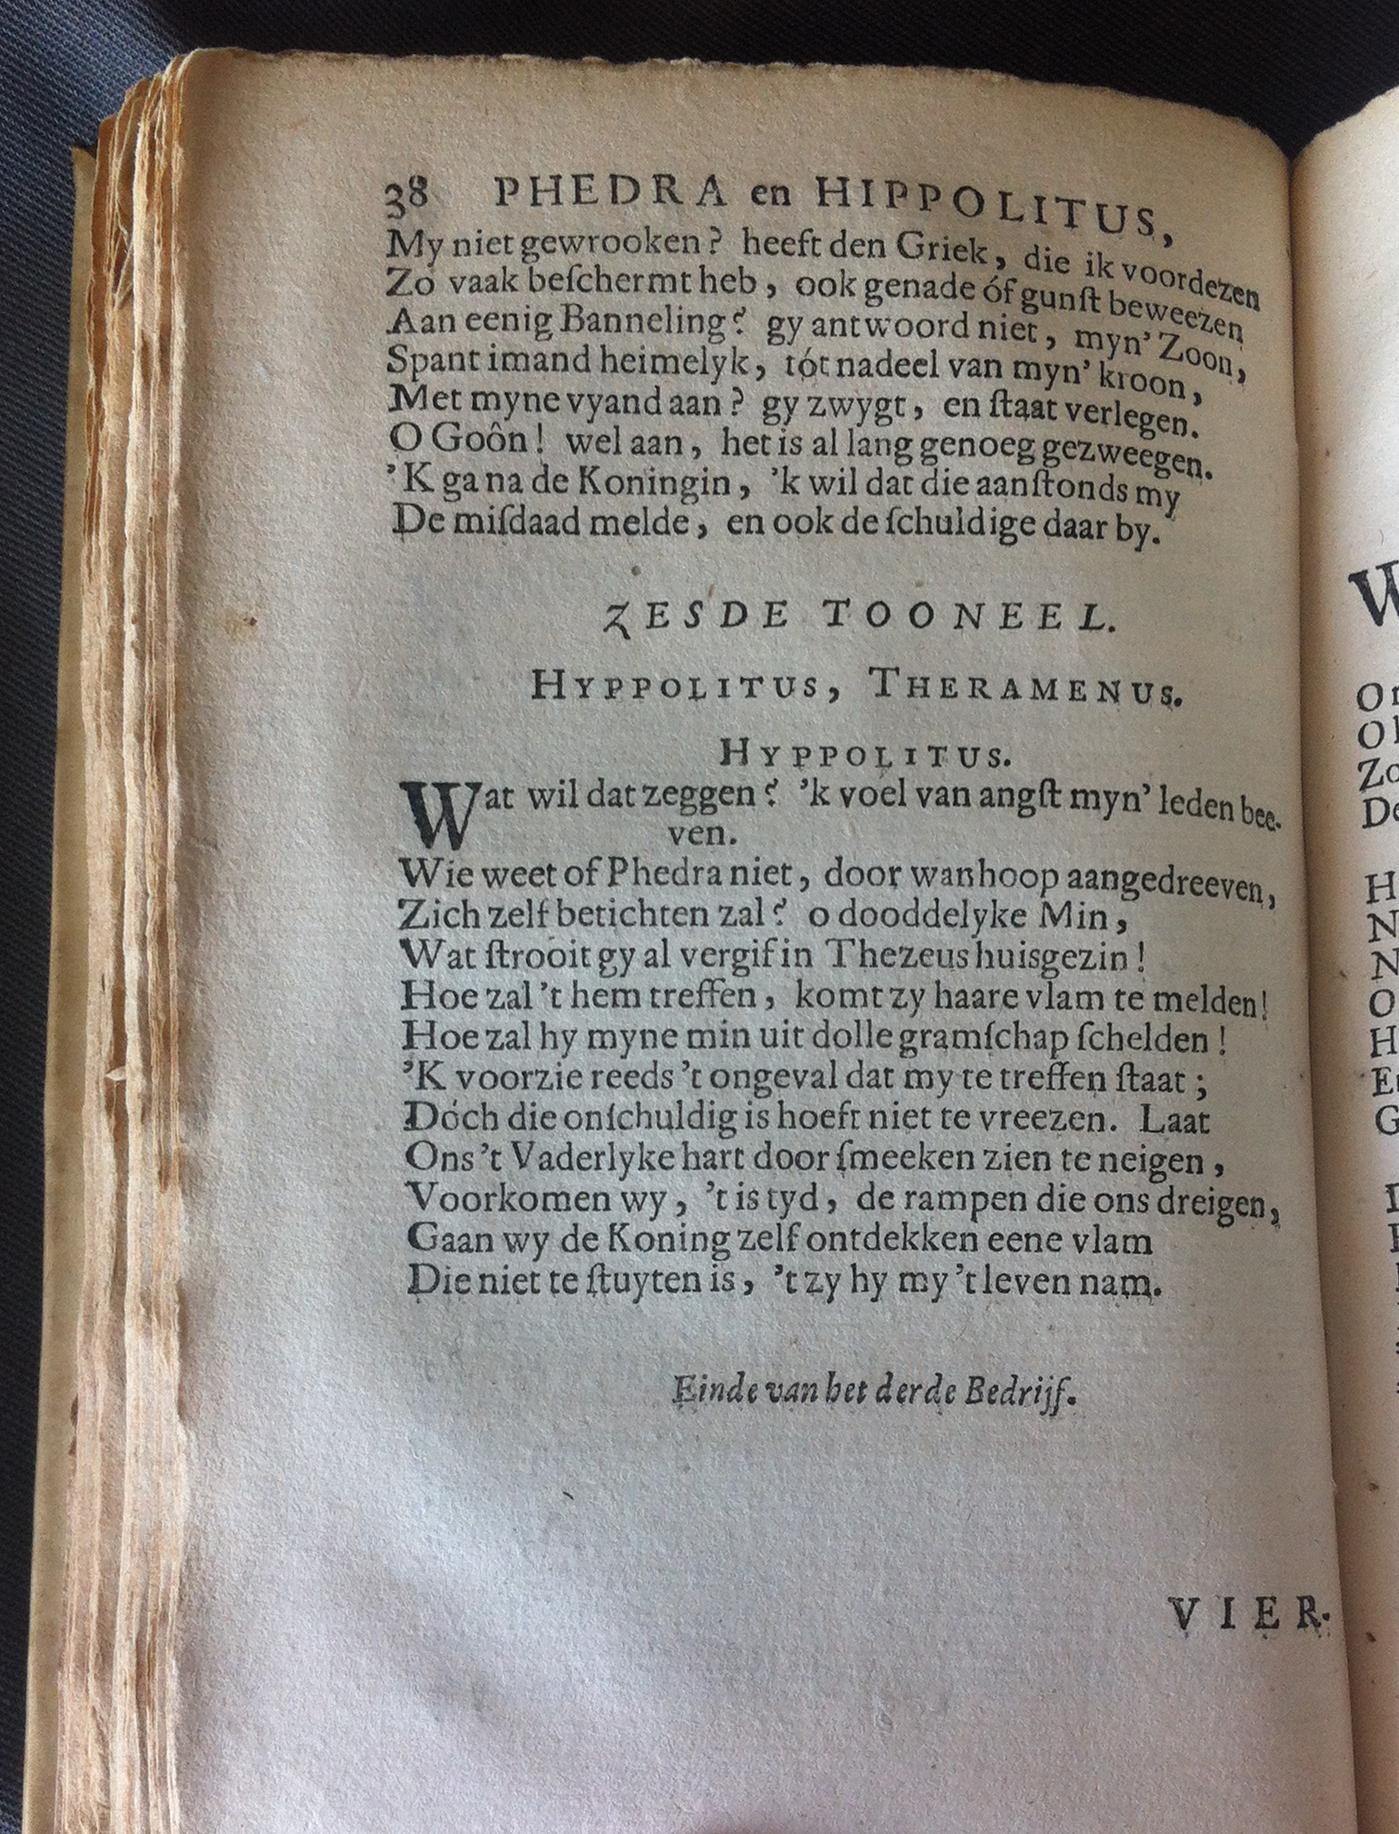 38 PHEDRA en HIPPOLITUS,
My niet gewrooken? heeft den Griek, die ik voordezen
Zó vaak beſchermt heb, ook genade óf gunſt beweezen
Aan eenig Banneling? gy antwoord niet, myn' Zoon,
Spant imand heimelyk, tót nadeel van myn' kroon,
Met myne vyand aan? gy zwygt, en ſtaat verlegen.
O Goôn! wel aan, het is al lang genoeg gezweegen.
'K ga na de Koningin, 'k wil dat die aanſtonds my
De miſdaad melde, en ook de ſchuldige daar by.
ZESDE TOONEEL.
HYPPOLITUS, THERAMENUS.
HYPPOLITUS.
Wat wil dat zeggen? 'k voel van angſt myn' leden bee-
ven.
Wie weet of Phedra niet, door wanhoop aangedreeven,
Zich zelf betichten zal? o dooddelyke Min,
Wat ſtrooit gy al vergif in Thezeus huisgezin!
Hoe zal 't hem treffen, komt zy haare vlam te melden!
Hoe zal hy myne min uit dolle gramſchap ſchelden!
'K voorzie reeds 't ongeval dat my te treffen ſtaat;
Dóch die onſchuldig is hoeft niet te vreezen. Laat
Ons 't Vaderlyke hart door ſmeeken zien te neigen,
Voorkomen wy, 't is tyd, de rampen die ons dreigen,
Gaan wy de Koning zelf ontdekken eene vlam
Die niet te ſtuyten is, 't zy hy my 't leven nam.
Einde van het derde Bedrijf.
VIER-
W
O
Zo
De
H
N
N
O
H
G